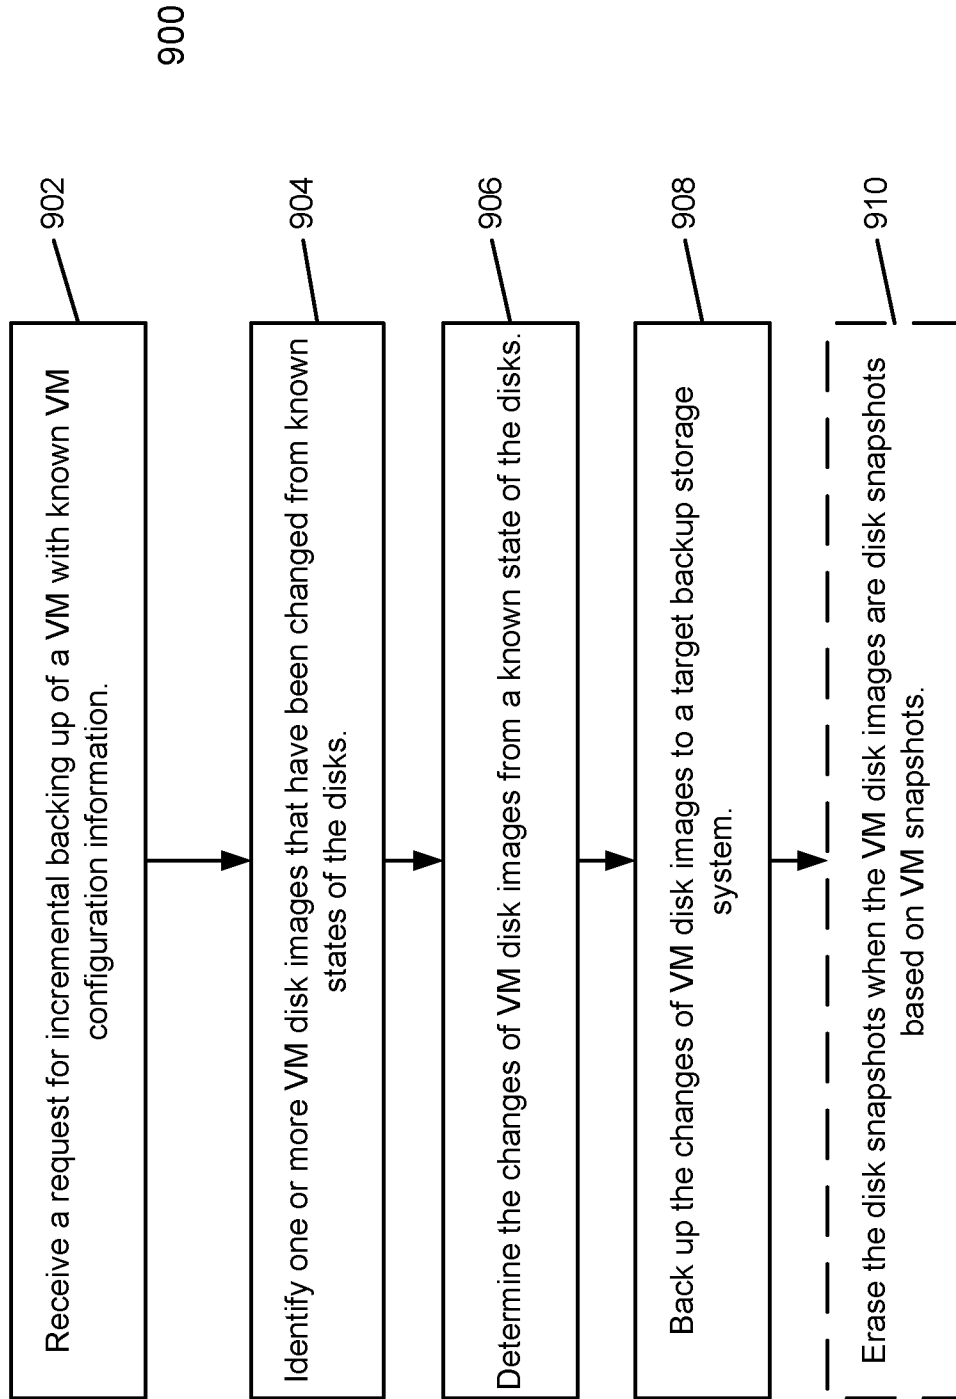 900
902
Receive a request for incremental backing up of a VM with known VM
configuration information.
904
Identify one or more VM disk images that have been changed from known
states of the disks.
906
Determine the changes of VM disk images from a known state of the disks.
908
Back up the changes of VM disk images to a target backup storage
system.
910
Erase the disk snapshots when the VM disk images are disk snapshots
based on VM snapshots.